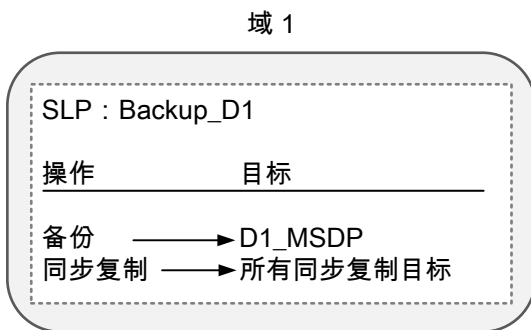 域 1
SLP：Backup_D1
操作 目标
备份 D1_MSDP
同步复制 所有同步复制目标